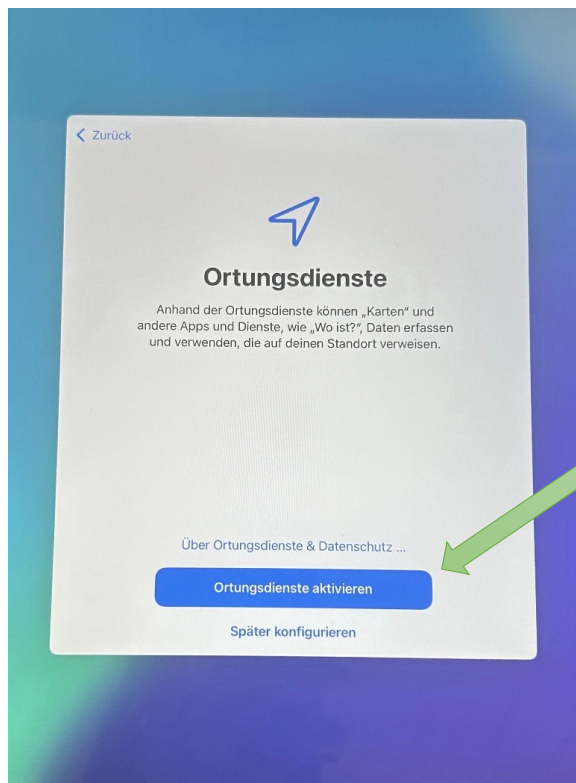 Zurück
Ortungsdienste
Anhand der Ortungsdienste können „Karten“ und
andere Apps und Dienste, wie „Wo ist?“, Daten erfassen
und verwenden, die auf deinen Standort verweisen.
Über Ortungsdienste & Datenschutz ...
Ortungsdienste aktivieren
Später konfigurieren